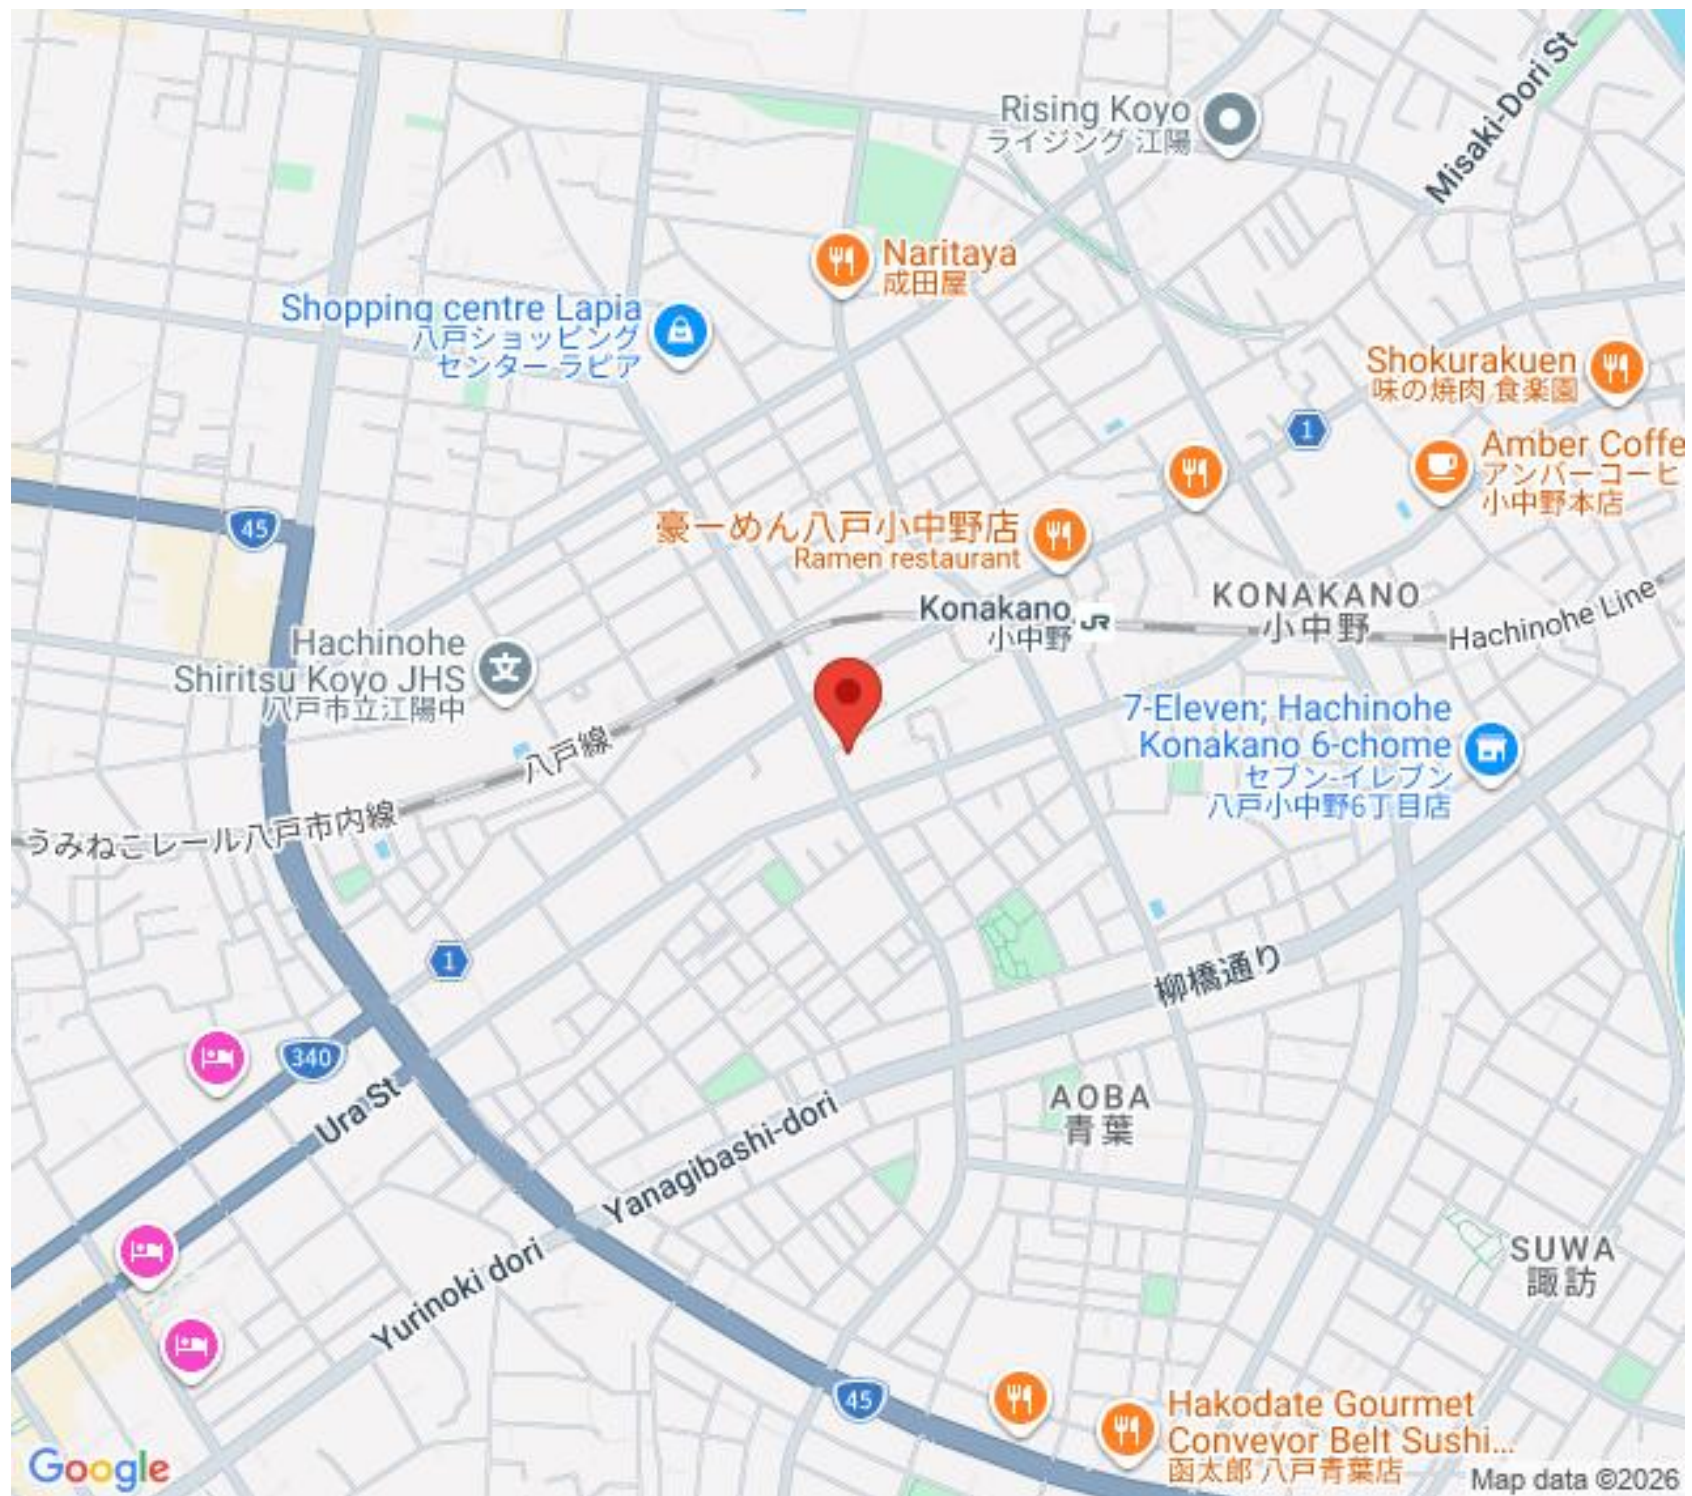 Misaki-Dori St
Rising Koyo
ライジング 江陽
Naritaya
成田屋
Shopping centre Lapia
八戸ショッピング
センター ラピア
Shokurakuen
味の焼肉 食楽園
1
Amber Coffe
アンバーコーヒ
小中野本店
45
豪ーめん八戸小中野店
Ramen restaurant
Konakano
小中野
JR
KONAKANO
小中野
Hachinohe Line
Hachinohe
Shiritsu Koyo JHS
八戸市立江陽中
文
7-Eleven; Hachinohe
Konakano 6-chome
セブン-イレブン
八戸小中野6丁目店
八戸線
うみねこレール八戸市内線
1
柳橋通り
340
Ura St
AOBA
青葉
Yanagibashi-dori
Yurinoki dori
SUWA
諏訪
45
Hakodate Gourmet
Conveyor Belt Sushi...
函太郎 八戸青葉店
Google
Map data ©2026